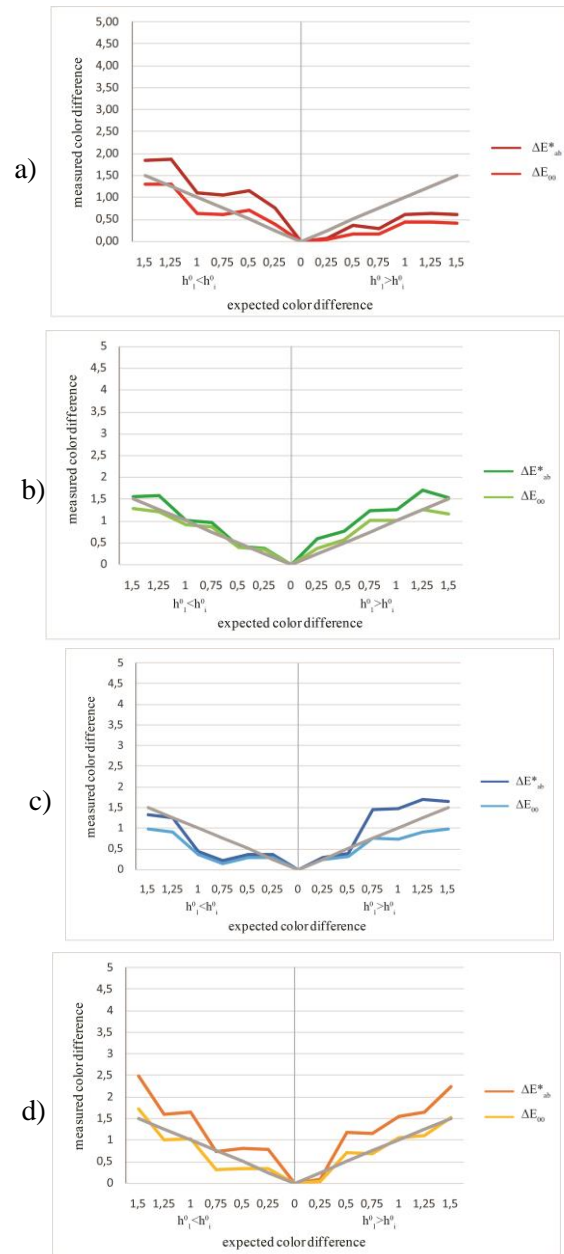 a)
measured color difference
5,00
4,50
4,00
3,50
3,00
2,50
2,00
1,50
1,00
0,50
0,00
1,5 1,25 1 0,75 0,5 0,25 0 0,25 0,5 0,75 1 1,25 1,5
h⁰₁<h⁰ᵢ h⁰₁>h⁰ᵢ
expected color difference
ΔE*ab
ΔE₀₀
b)
measured color difference
5
4,5
4
3,5
3
2,5
2
1,5
1
0,5
0
1,5 1,25 1 0,75 0,5 0,25 0 0,25 0,5 0,75 1 1,25 1,5
h⁰₁<h⁰ᵢ h⁰₁>h⁰ᵢ
expected color difference
ΔE*ab
ΔE₀₀
c)
measured color difference
5
4,5
4
3,5
3
2,5
2
1,5
1
0,5
0
1,5 1,25 1 0,75 0,5 0,25 0 0,25 0,5 0,75 1 1,25 1,5
h⁰₁<h⁰ᵢ h⁰₁>h⁰ᵢ
expected color difference
ΔE*ab
ΔE₀₀
d)
measured color difference
5
4,5
4
3,5
3
2,5
2
1,5
1
0,5
0
1,5 1,25 1 0,75 0,5 0,25 0 0,25 0,5 0,75 1 1,25 1,5
h⁰₁<h⁰ᵢ h⁰₁>h⁰ᵢ
expected color difference
ΔE*ab
ΔE₀₀